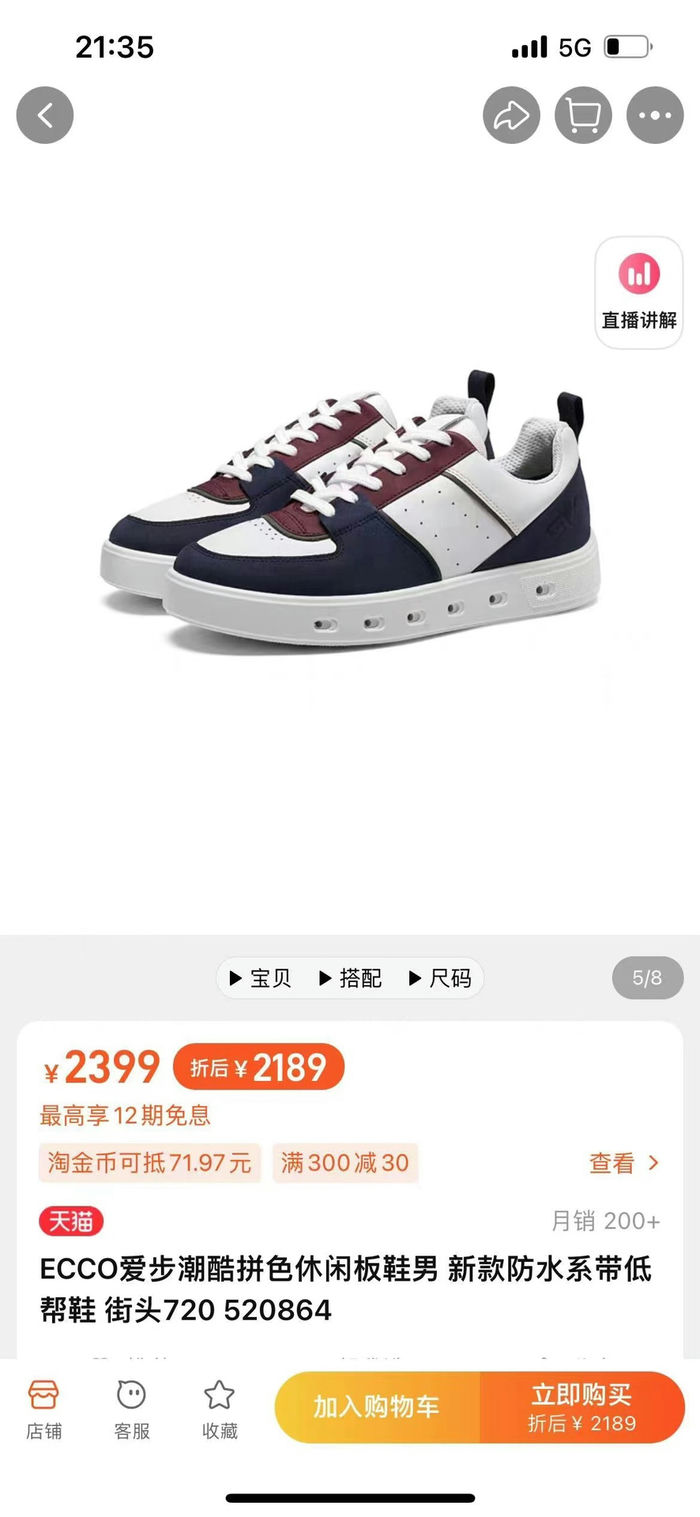 21:35
5G
直播讲解
宝贝 搭配 尺码
5/8
¥2399 折后¥2189
最高享12期免息
淘金币可抵71.97元 满300减30 查看
天猫 月销 200+
ECCO爱步潮酷拼色休闲板鞋男 新款防水系带低
帮鞋 街头720 520864
店铺 客服 收藏 加入购物车 立即购买
折后¥ 2189